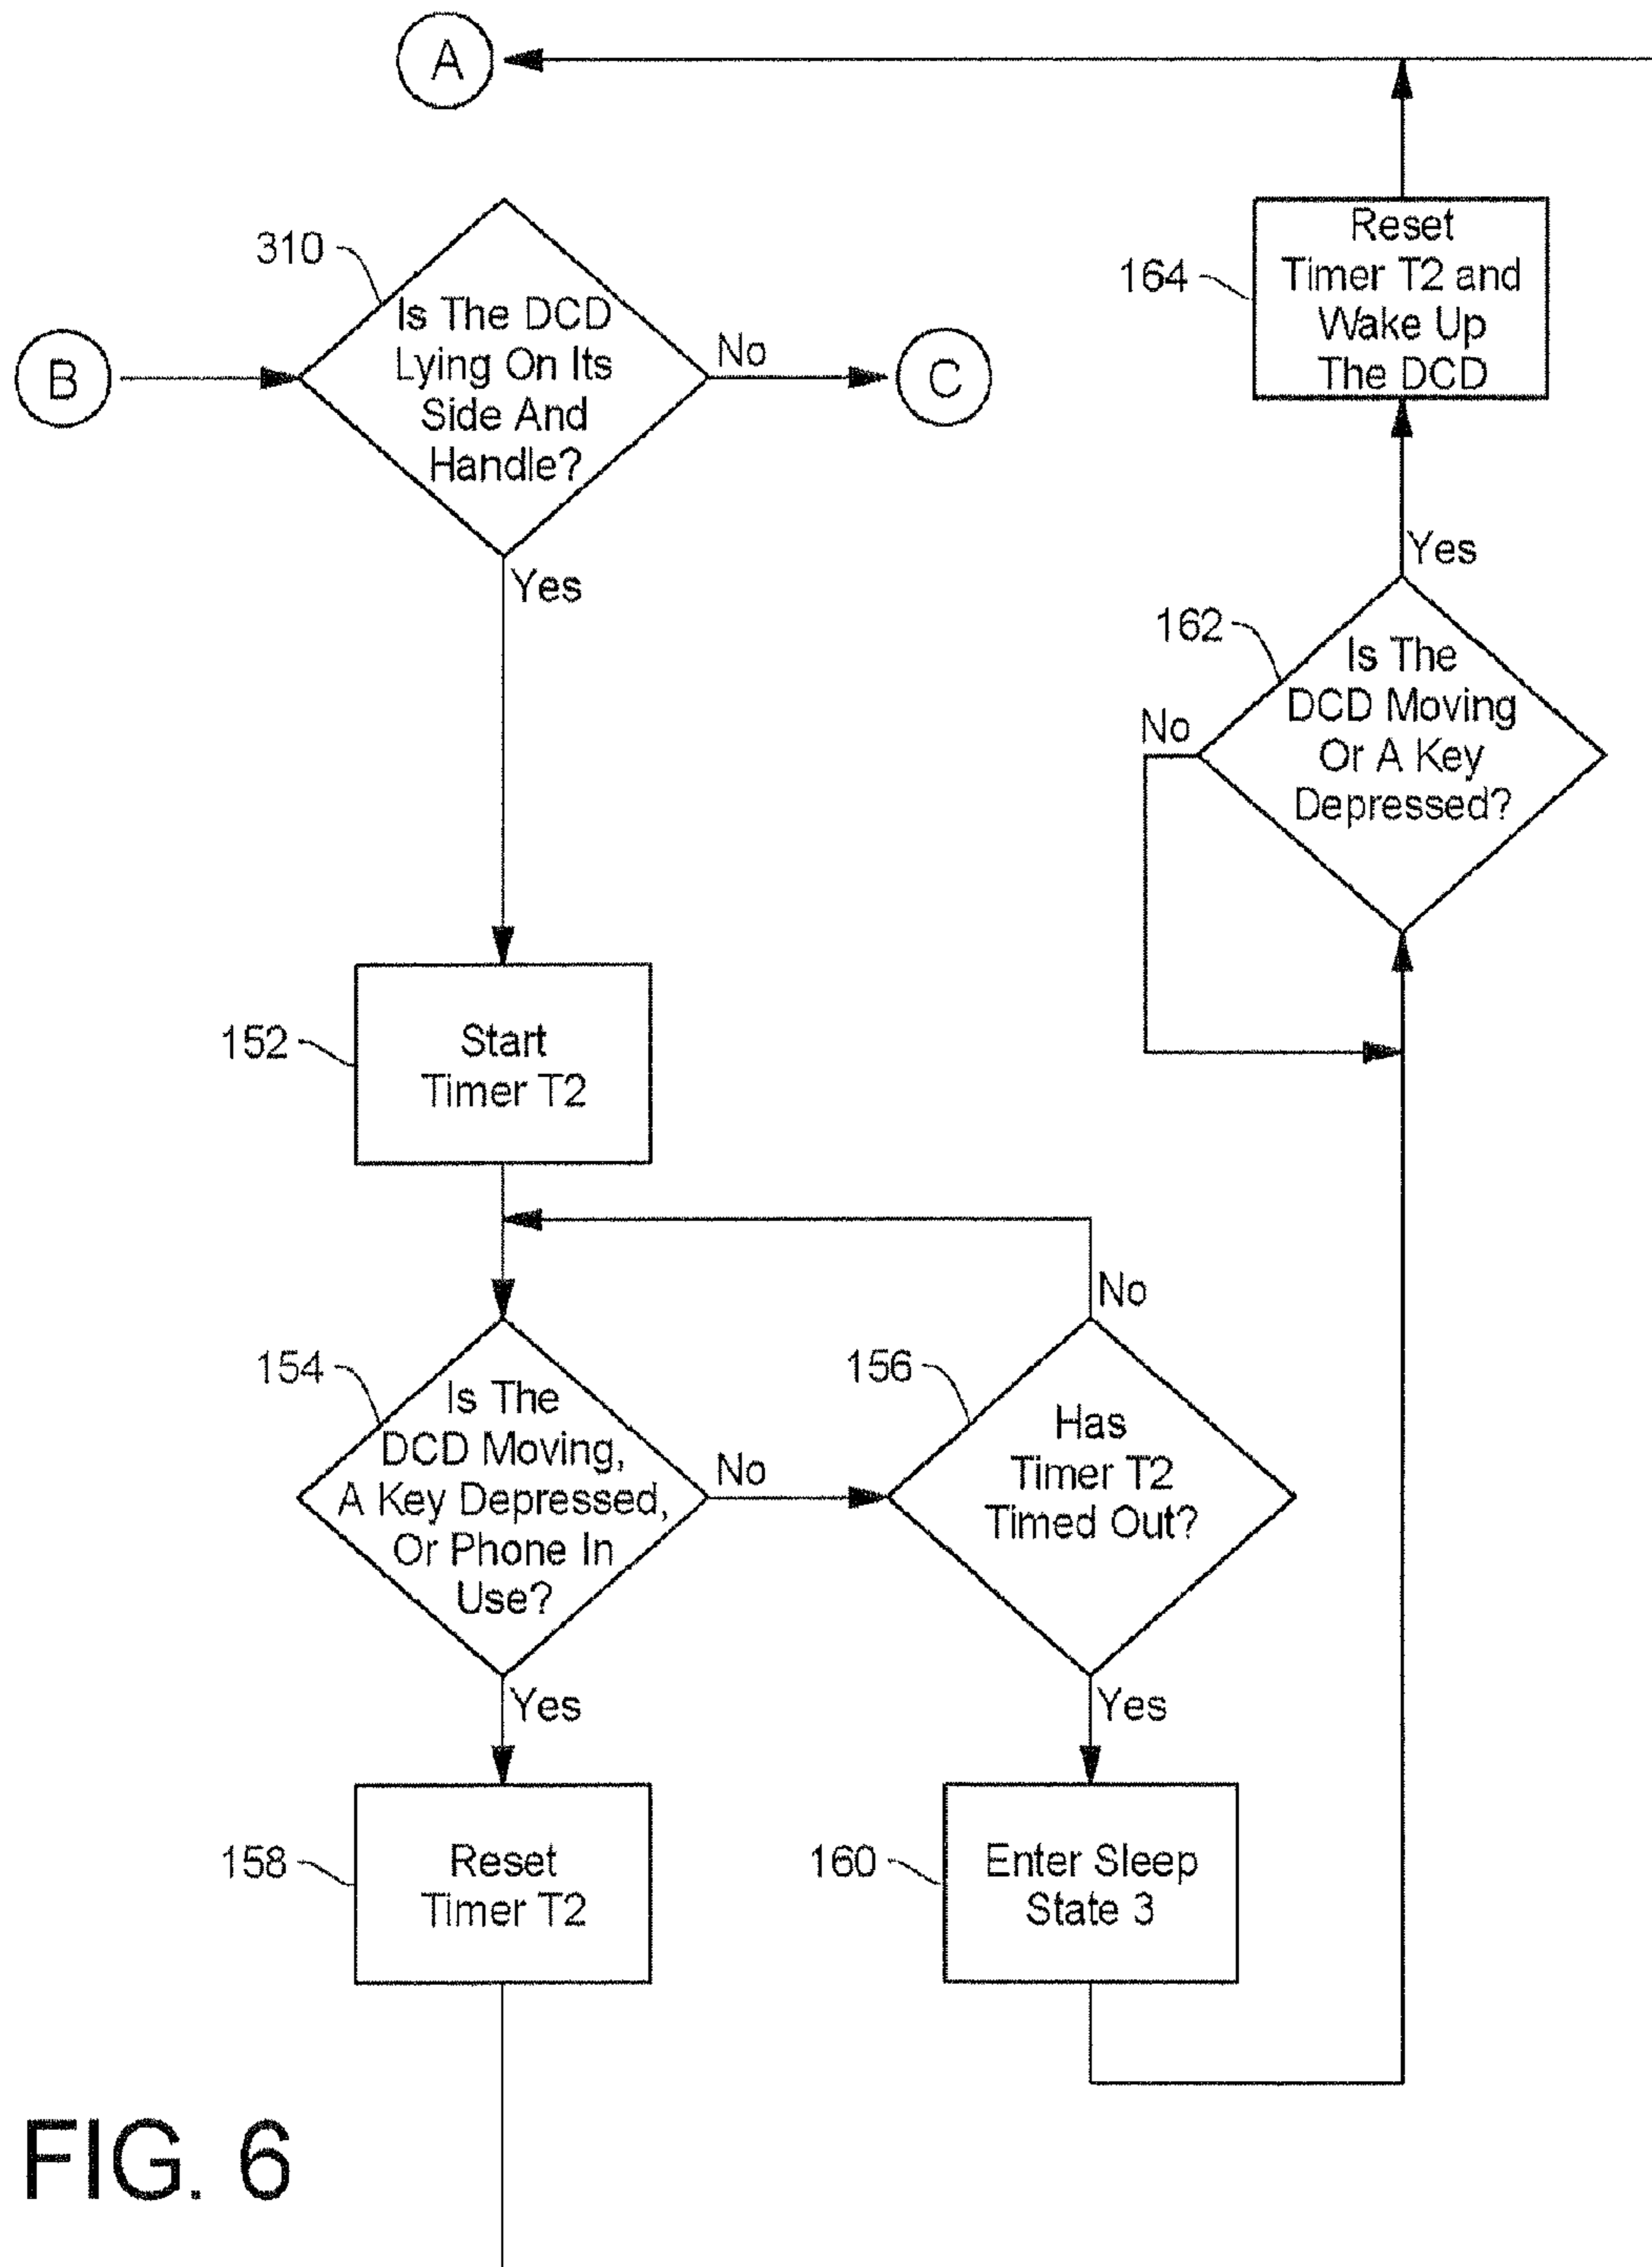 A
310
Is The DCD
Lying On Its
Side And
Handle?
B
No
C
Yes
164
Reset
Timer T2 and
Wake Up
The DCD
Yes
162
Is The
DCD Moving
Or A Key
Depressed?
No
152
Start
Timer T2
154
Is The
DCD Moving,
A Key Depressed,
Or Phone In
Use?
No
Yes
156
Has
Timer T2
Timed Out?
No
Yes
158
Reset
Timer T2
160
Enter Sleep
State 3
FIG. 6